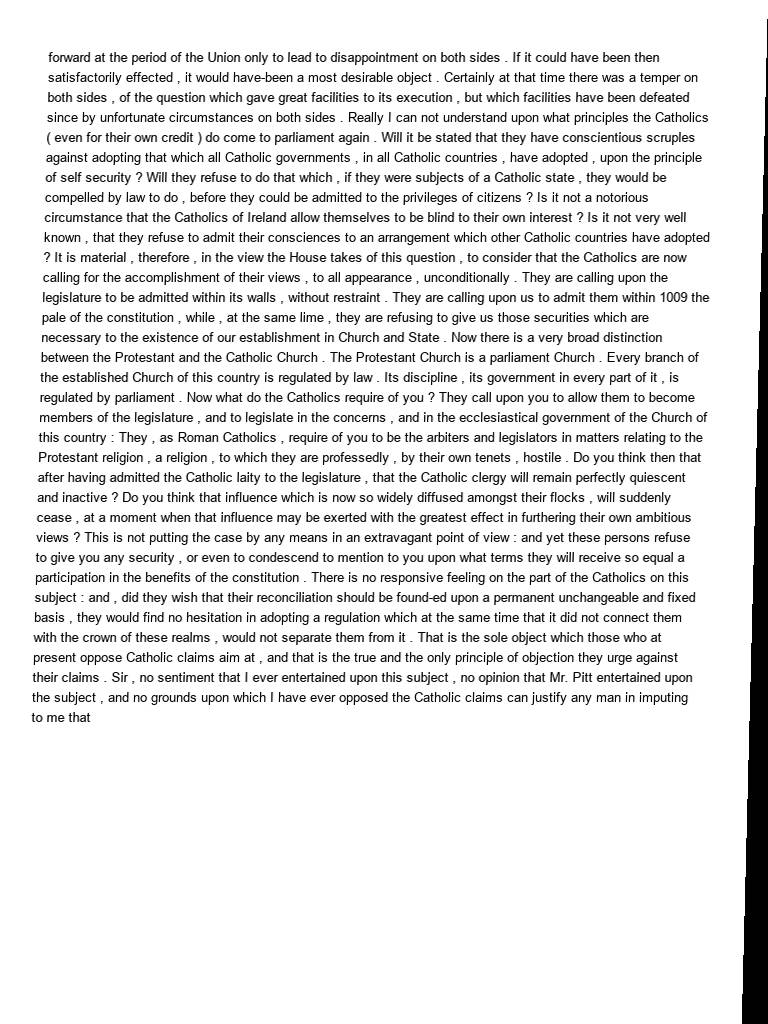 forward at the period of the Union only to lead to disappointment on both sides . If it could have been then
satisfactorily effected , it would have-been a most desirable object . Certainly at that time there was a temper on
both sides , of the question which gave great facilities to its execution , but which facilities have been defeated
since by unfortunate circumstances on both sides . Really I can not understand upon what principles the Catholics
( even for their own credit ) do come to parliament again . Will it be stated that they have conscientious scruples
against adopting that which all Catholic governments , in all Catholic countries , have adopted , upon the principle
of self security ? Will they refuse to do that which , if they were subjects of a Catholic state , they would be
compelled by law to do , before they could be admitted to the privileges of citizens ? Is it not a notorious
circumstance that the Catholics of Ireland allow themselves to be blind to their own interest ? Is it not very well
known , that they refuse to admit their consciences to an arrangement which other Catholic countries have adopted
? It is material , therefore , in the view the House takes of this question , to consider that the Catholics are now
calling for the accomplishment of their views , to all appearance , unconditionally . They are calling upon the
legislature to be admitted within its walls , without restraint . They are calling upon us to admit them within 1009 the
pale of the constitution , while , at the same lime , they are refusing to give us those securities which are
necessary to the existence of our establishment in Church and State . Now there is a very broad distinction
between the Protestant and the Catholic Church . The Protestant Church is a parliament Church . Every branch of
the established Church of this country is regulated by law . Its discipline , its government in every part of it , is
regulated by parliament . Now what do the Catholics require of you ? They call upon you to allow them to become
members of the legislature , and to legislate in the concerns , and in the ecclesiastical government of the Church of
this country : They , as Roman Catholics , require of you to be the arbiters and legislators in matters relating to the
Protestant religion , a religion , to which they are professedly , by their own tenets , hostile . Do you think then that
after having admitted the Catholic laity to the legislature , that the Catholic clergy will remain perfectly quiescent
and inactive ? Do you think that influence which is now so widely diffused amongst their flocks , will suddenly
cease , at a moment when that influence may be exerted with the greatest effect in furthering their own ambitious
views ? This is not putting the case by any means in an extravagant point of view : and yet these persons refuse
to give you any security , or even to condescend to mention to you upon what terms they will receive so equal a
participation in the benefits of the constitution . There is no responsive feeling on the part of the Catholics on this
subject : and , did they wish that their reconciliation should be found-ed upon a permanent unchangeable and fixed
basis , they would find no hesitation in adopting a regulation which at the same time that it did not connect them
with the crown of these realms , would not separate them from it . That is the sole object which those who at
present oppose Catholic claims aim at , and that is the true and the only principle of objection they urge against
their claims . Sir , no sentiment that I ever entertained upon this subject , no opinion that Mr. Pitt entertained upon
the subject , and no grounds upon which I have ever opposed the Catholic claims can justify any man in imputing
to me that